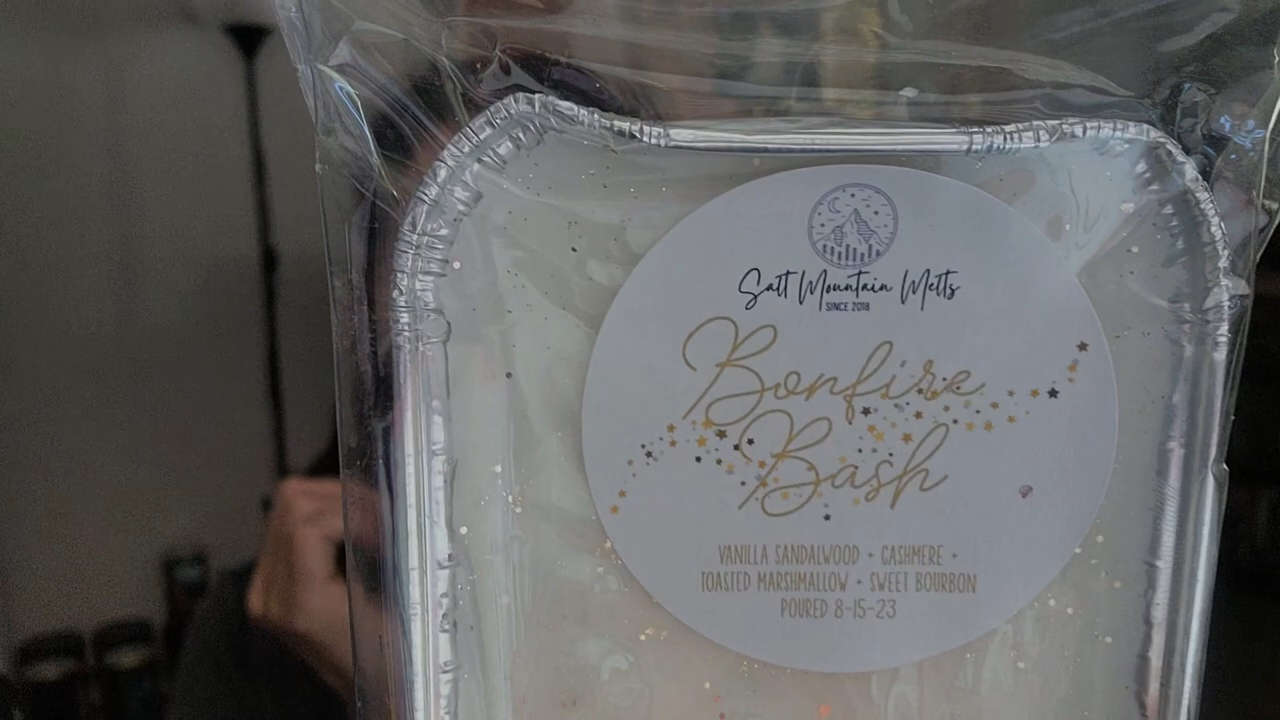 Salt Mountain Melts
SINCE 2018
Bonfire
Bash
VANILLA SANDALWOOD + CASHMERE +
TOASTED MARSHMALLOW + SWEET BOURBON
POURED 8-15-23